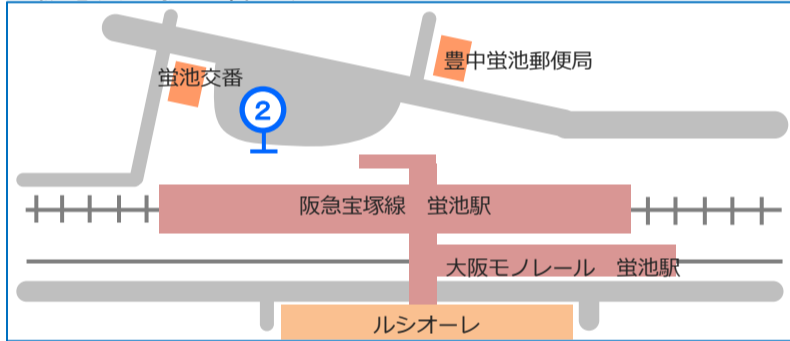 蛍池交番
豊中蛍池郵便局
2
阪急宝塚線　蛍池駅
大阪モノレール　蛍池駅
ルシオーレ